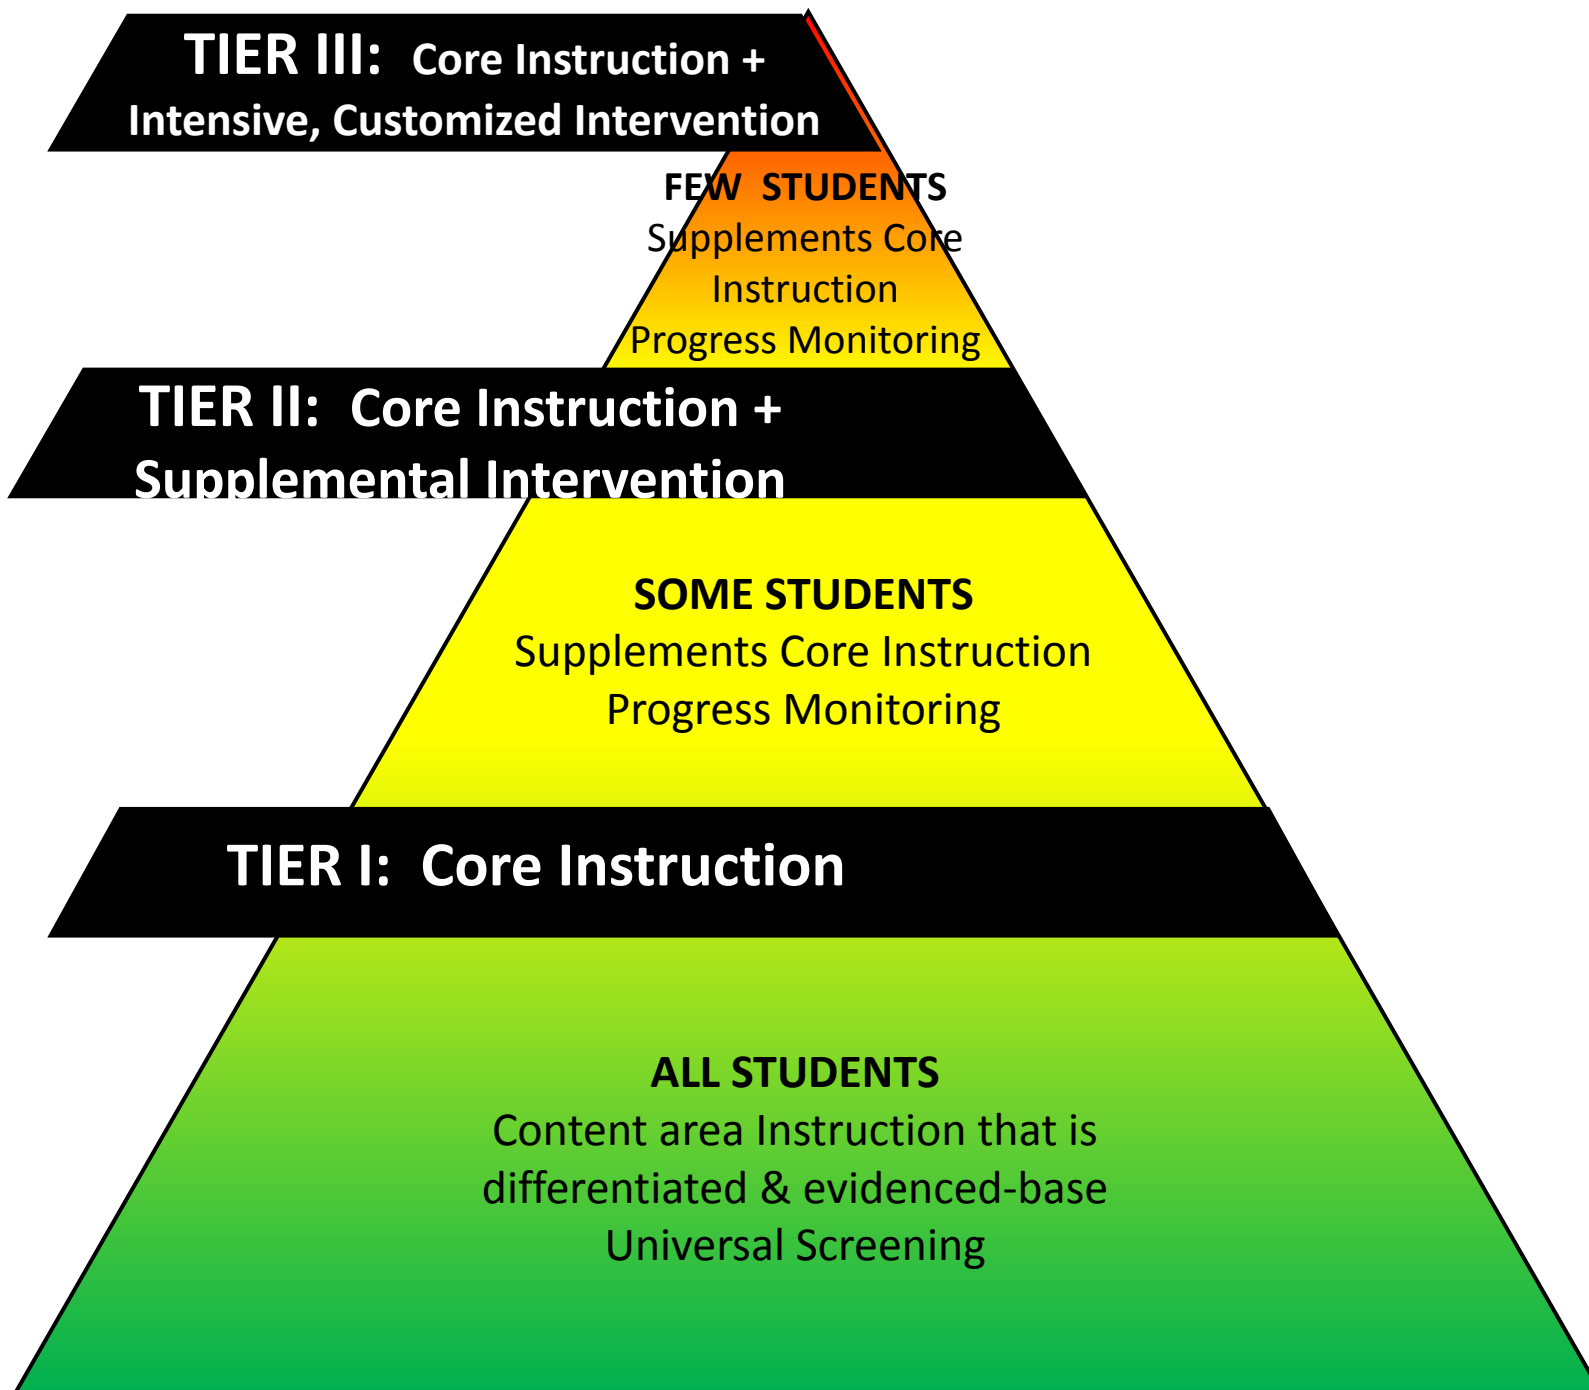 TIER III:  Core Instruction +
Intensive, Customized Intervention
FEW  STUDENTS
Supplements Core
Instruction
Progress Monitoring
TIER II:  Core Instruction +
Supplemental Intervention
SOME STUDENTS
Supplements Core Instruction
Progress Monitoring
TIER I:  Core Instruction
ALL STUDENTS
Content area Instruction that is
differentiated & evidenced-base
Universal Screening